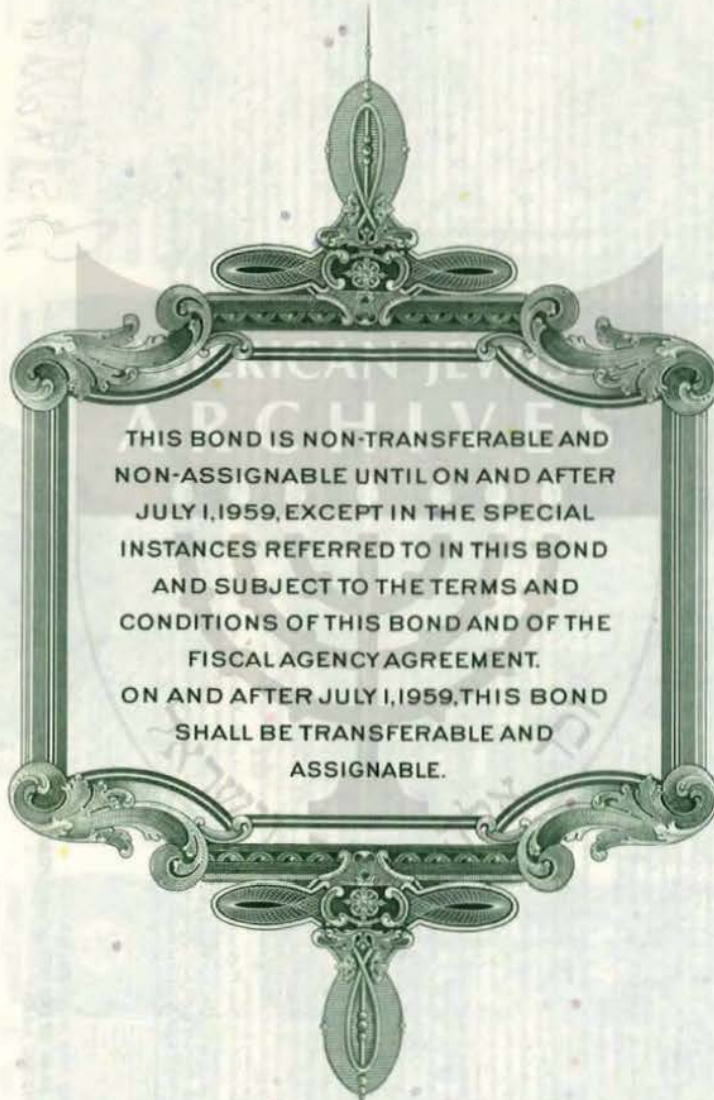 AMERICAN JEWISH
ARCHIVES
THIS BOND IS NON-TRANSFERABLE AND
NON-ASSIGNABLE UNTIL ON AND AFTER
JULY 1, 1959, EXCEPT IN THE SPECIAL
INSTANCES REFERRED TO IN THIS BOND
AND SUBJECT TO THE TERMS AND
CONDITIONS OF THIS BOND AND OF THE
FISCAL AGENCY AGREEMENT.
ON AND AFTER JULY 1, 1959, THIS BOND
SHALL BE TRANSFERABLE AND
ASSIGNABLE.